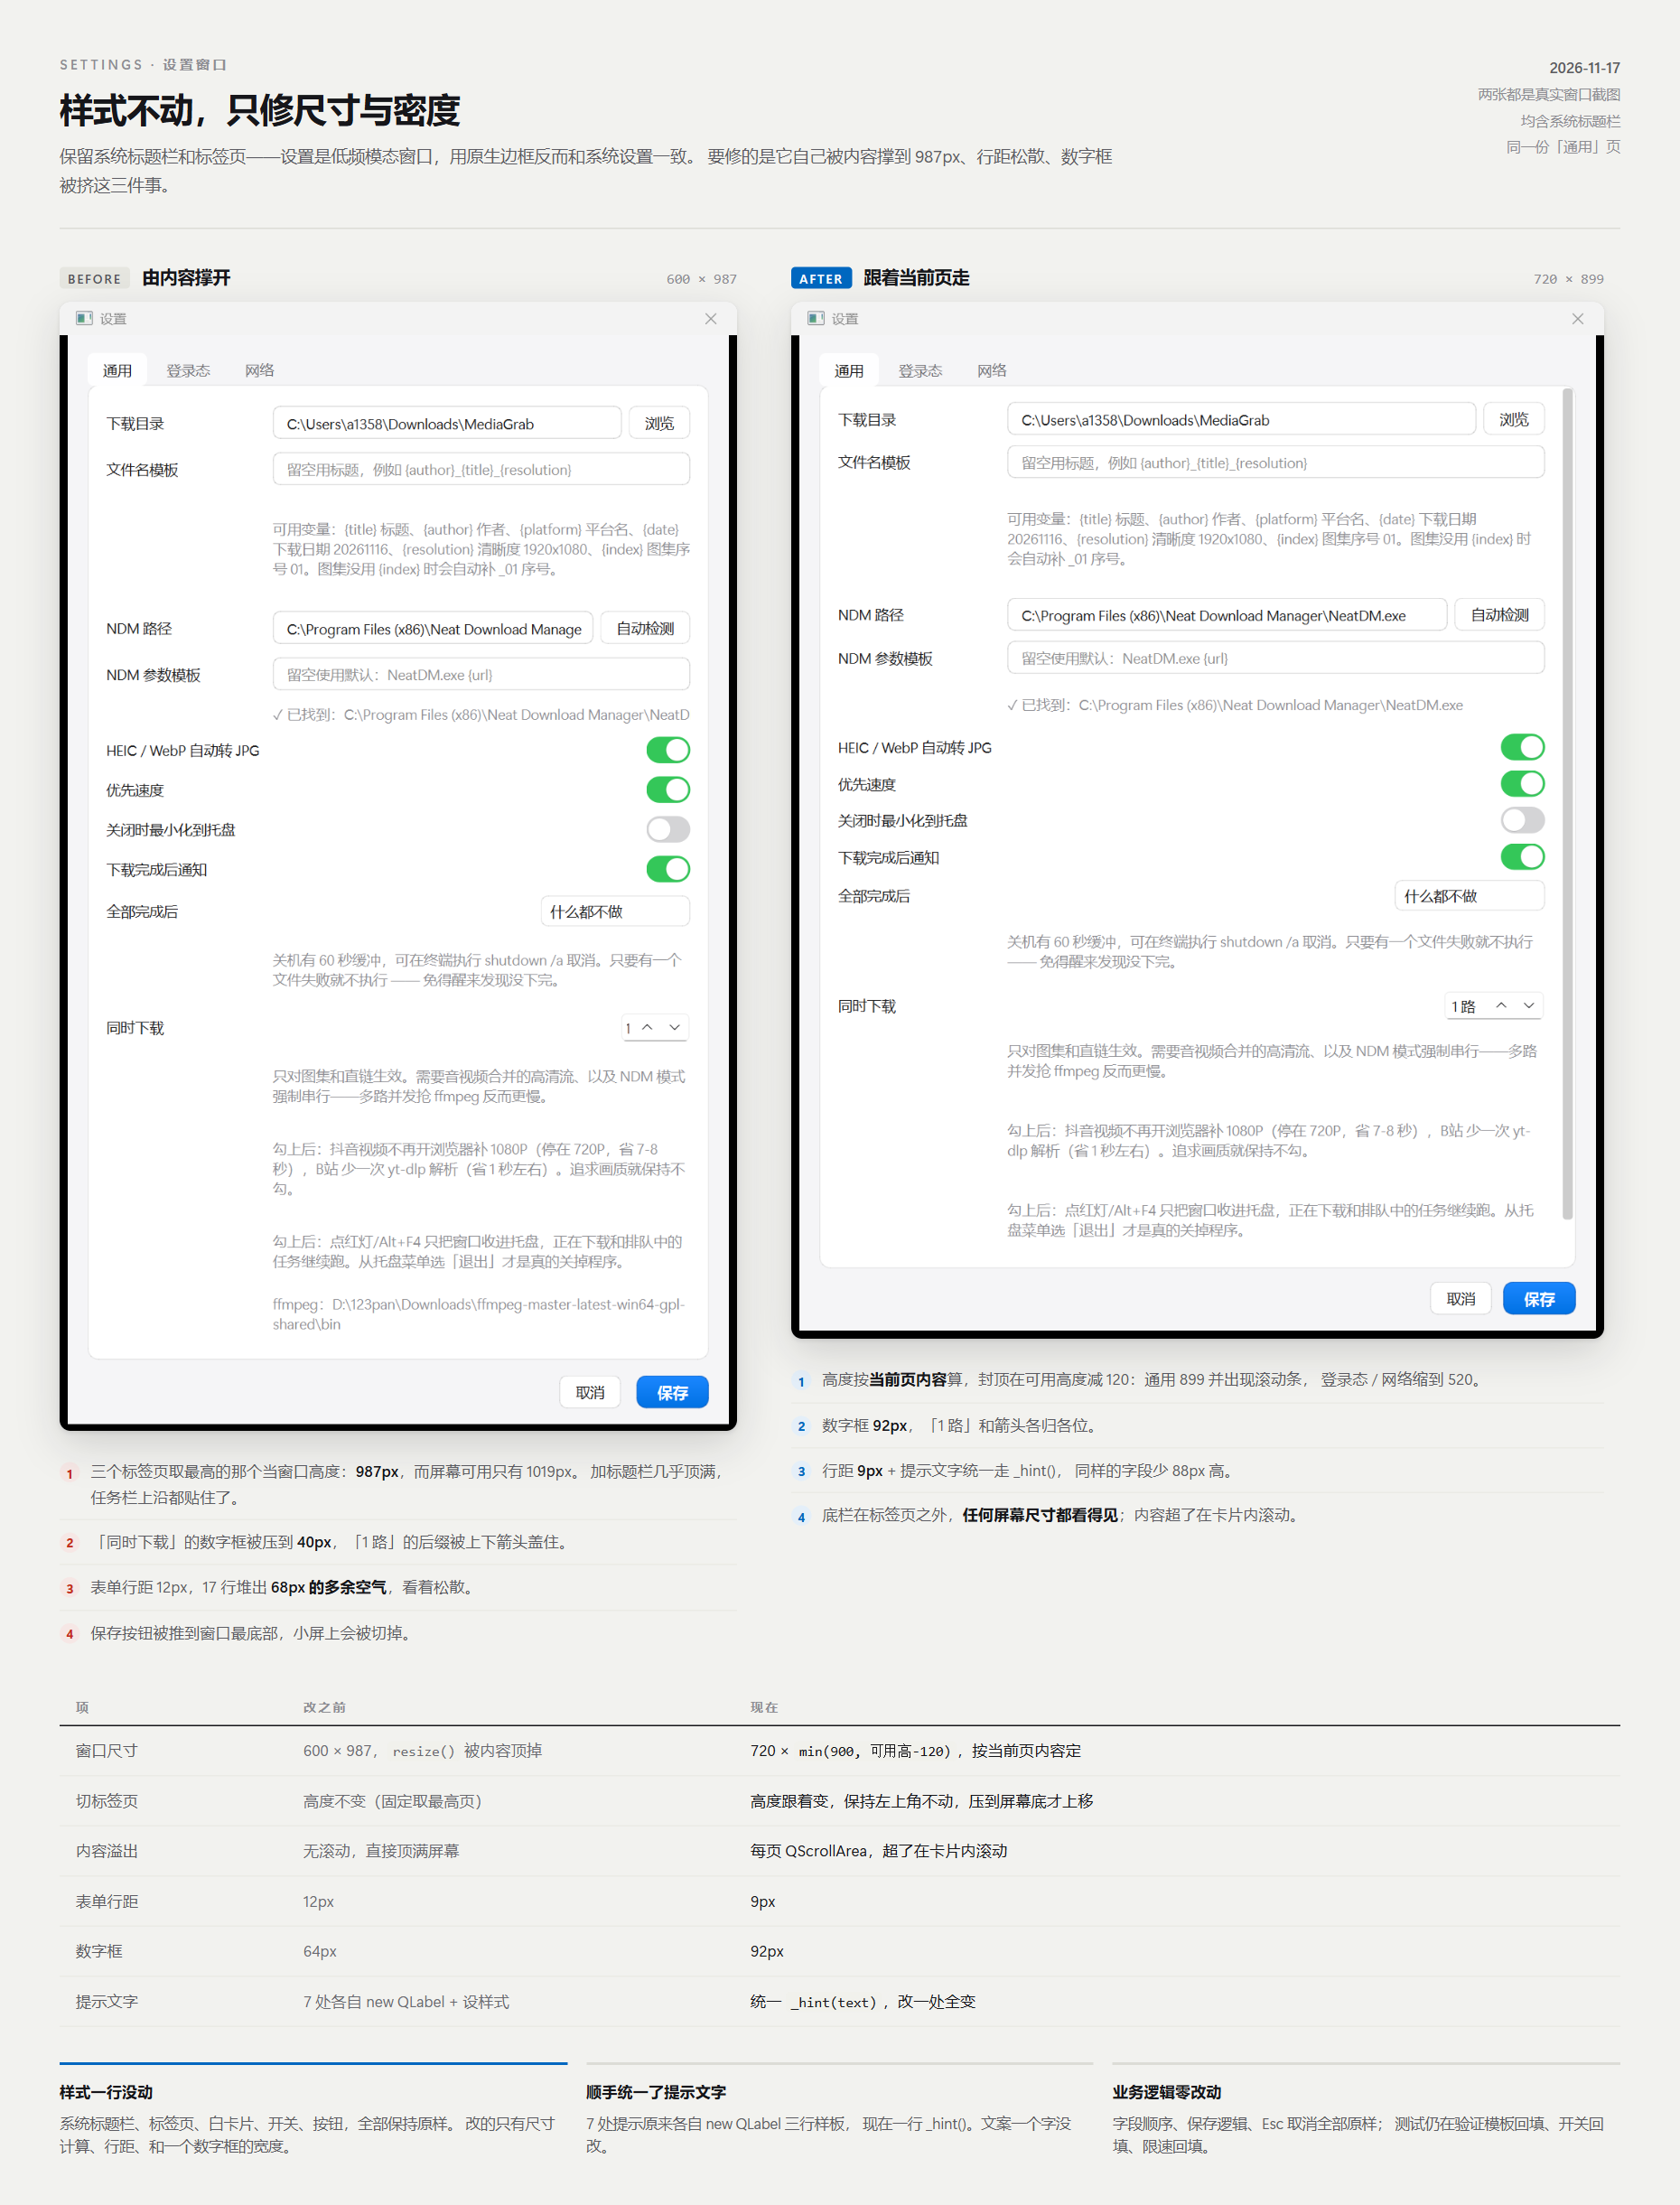 SETTINGS · 设置窗口
样式不动，只修尺寸与密度
保留系统标题栏和标签页——设置是低频模态窗口，用原生边框反而和系统设置一致。 要修的是它自己被内容撑到 987px、行距松散、数字框
被挤这三件事。
2026-11-17
两张都是真实窗口截图
均含系统标题栏
同一份「通用」页
BEFORE 由内容撑开 600 × 987
设置
通用 登录态 网络
下载目录 C:\Users\a1358\Downloads\MediaGrab 浏览
文件名模板 留空用标题，例如 {author}_{title}_{resolution}
可用变量：{title} 标题、{author} 作者、{platform} 平台名、{date}
下载日期 20261116、{resolution} 清晰度 1920x1080、{index} 图集序
号 01。图集没用 {index} 时会自动补 _01 序号。
NDM 路径 C:\Program Files (x86)\Neat Download Manage 自动检测
NDM 参数模板 留空使用默认：NeatDM.exe {url}
✓ 已找到：C:\Program Files (x86)\Neat Download Manager\NeatD
HEIC / WebP 自动转 JPG
优先速度
关闭时最小化到托盘
下载完成后通知
全部完成后 什么都不做
关机有 60 秒缓冲，可在终端执行 shutdown /a 取消。只要有一个
文件失败就不执行 —— 免得醒来发现没下完。
同时下载 1
只对图集和直链生效。需要音视频合并的高清流、以及 NDM 模式
强制串行——多路并发抢 ffmpeg 反而更慢。
勾上后：抖音视频不再开浏览器补 1080P（停在 720P，省 7-8
秒），B站 少一次 yt-dlp 解析（省 1 秒左右）。追求画质就保持不
勾。
勾上后：点红灯/Alt+F4 只把窗口收进托盘，正在下载和排队中的
任务继续跑。从托盘菜单选「退出」才是真的关掉程序。
ffmpeg：D:\123pan\Downloads\ffmpeg-master-latest-win64-gpl-
shared\bin
取消 保存
1 三个标签页取最高的那个当窗口高度：987px，而屏幕可用只有 1019px。 加标题栏几乎顶满，
任务栏上沿都贴住了。
2 「同时下载」的数字框被压到 40px，「1 路」的后缀被上下箭头盖住。
3 表单行距 12px，17 行堆出 68px 的多余空气，看着松散。
4 保存按钮被推到窗口最底部，小屏上会被切掉。
AFTER 跟着当前页走 720 × 899
设置
通用 登录态 网络
下载目录 C:\Users\a1358\Downloads\MediaGrab 浏览
文件名模板 留空用标题，例如 {author}_{title}_{resolution}
可用变量：{title} 标题、{author} 作者、{platform} 平台名、{date} 下载日期
20261116、{resolution} 清晰度 1920x1080、{index} 图集序号 01。图集没用 {index} 时
会自动补 _01 序号。
NDM 路径 C:\Program Files (x86)\Neat Download Manager\NeatDM.exe 自动检测
NDM 参数模板 留空使用默认：NeatDM.exe {url}
✓ 已找到：C:\Program Files (x86)\Neat Download Manager\NeatDM.exe
HEIC / WebP 自动转 JPG
优先速度
关闭时最小化到托盘
下载完成后通知
全部完成后 什么都不做
关机有 60 秒缓冲，可在终端执行 shutdown /a 取消。只要有一个文件失败就不执行
—— 免得醒来发现没下完。
同时下载 1 路
只对图集和直链生效。需要音视频合并的高清流、以及 NDM 模式强制串行——多路
并发抢 ffmpeg 反而更慢。
勾上后：抖音视频不再开浏览器补 1080P（停在 720P，省 7-8 秒），B站 少一次 yt-
dlp 解析（省 1 秒左右）。追求画质就保持不勾。
勾上后：点红灯/Alt+F4 只把窗口收进托盘，正在下载和排队中的任务继续跑。从托
盘菜单选「退出」才是真的关掉程序。
取消 保存
1 高度按当前页内容算，封顶在可用高度减 120：通用 899 并出现滚动条， 登录态 / 网络缩到 520。
2 数字框 92px，「1 路」和箭头各归各位。
3 行距 9px + 提示文字统一走 _hint()， 同样的字段少 88px 高。
4 底栏在标签页之外，任何屏幕尺寸都看得见；内容超了在卡片内滚动。
项 改之前 现在
窗口尺寸 600 × 987， resize() 被内容顶掉 720 × min(900, 可用高-120)，按当前页内容定
切标签页 高度不变（固定取最高页） 高度跟着变，保持左上角不动，压到屏幕底才上移
内容溢出 无滚动，直接顶满屏幕 每页 QScrollArea，超了在卡片内滚动
表单行距 12px 9px
数字框 64px 92px
提示文字 7 处各自 new QLabel + 设样式 统一 _hint(text)，改一处全变
样式一行没动
系统标题栏、标签页、白卡片、开关、按钮，全部保持原样。 改的只有尺寸
计算、行距、和一个数字框的宽度。
顺手统一了提示文字
7 处提示原来各自 new QLabel 三行样板， 现在一行 _hint()。文案一个字没
改。
业务逻辑零改动
字段顺序、保存逻辑、Esc 取消全部原样； 测试仍在验证模板回填、开关回
填、限速回填。